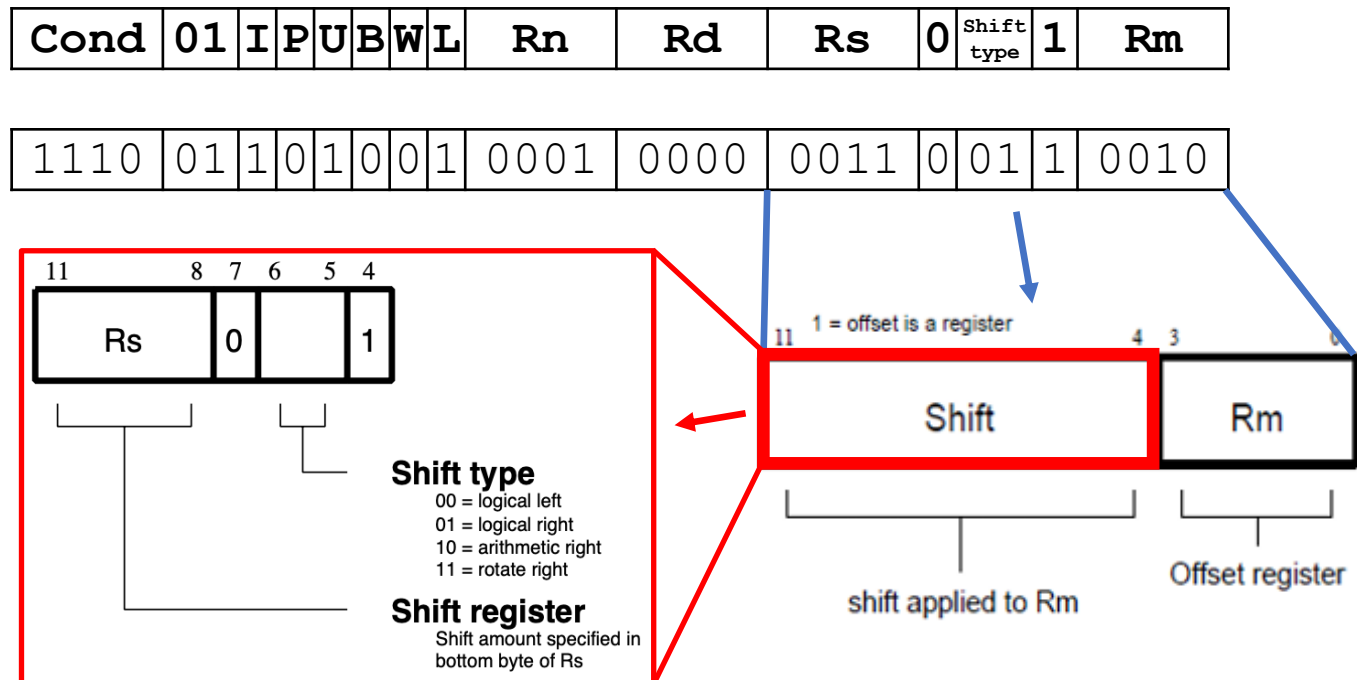 Cond 01 I P U B W L Rn Rd Rs 0 Shift type 1 Rm
1110 01 1 0 1 0 0 1 0001 0000 0011 0 01 1 0010
11 8 7 6 5 4
Rs 0 1
Shift type
00 = logical left
01 = logical right
10 = arithmetic right
11 = rotate right
Shift register
Shift amount specified in
bottom byte of Rs
1 = offset is a register
11 4 3
Shift Rm
shift applied to Rm
Offset register